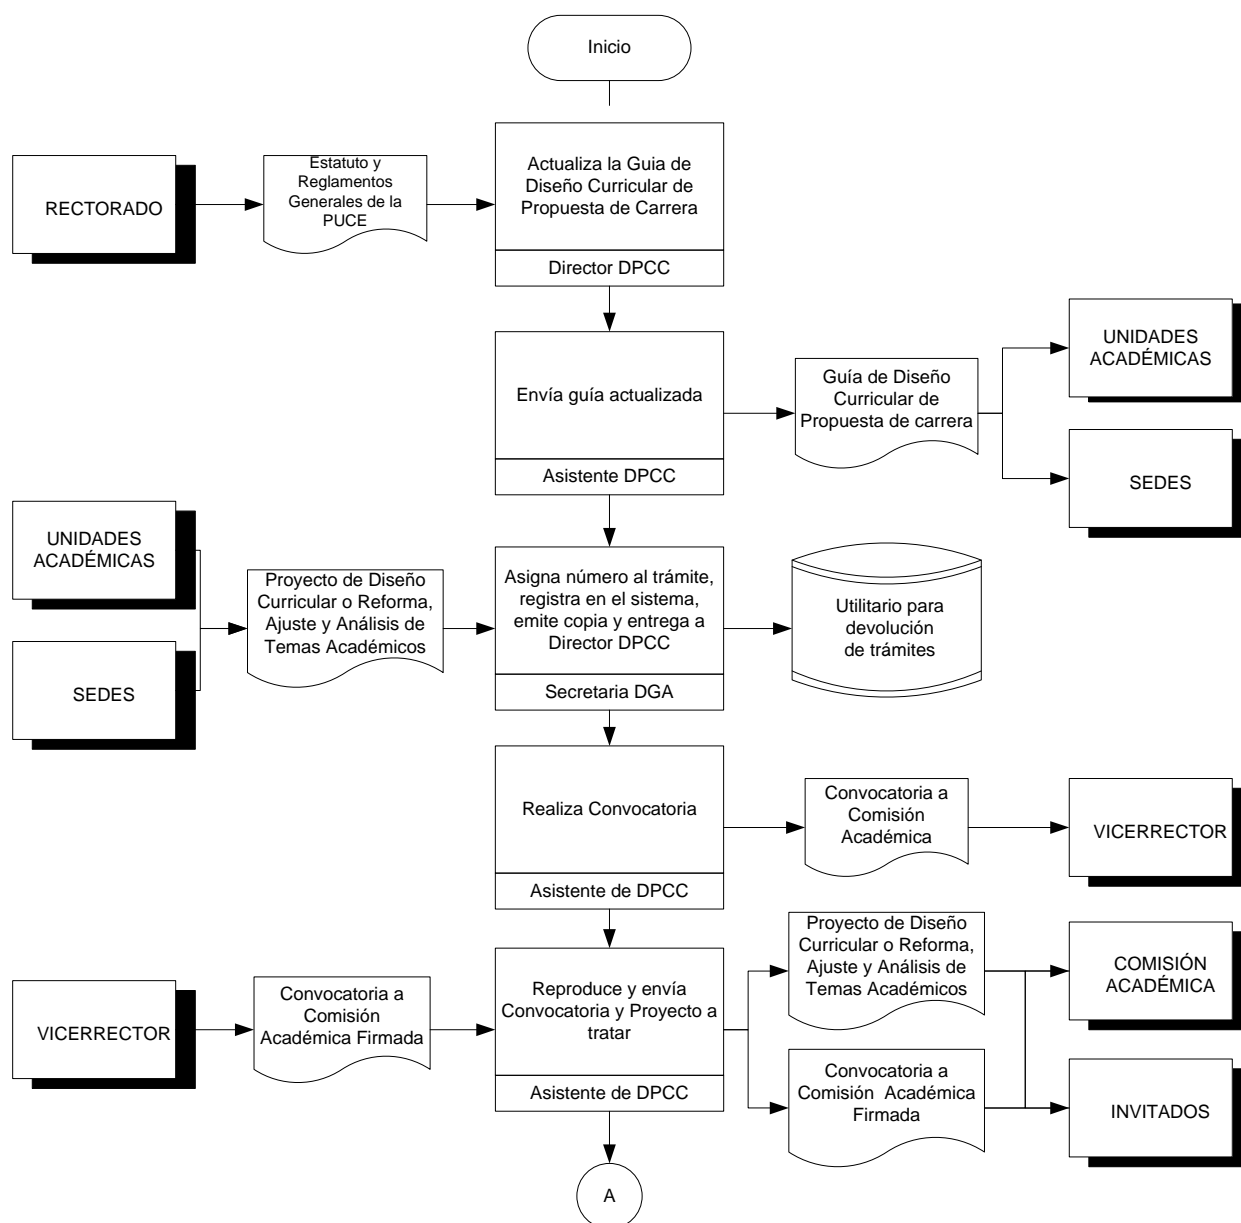 Inicio
RECTORADO
Estatuto y
Reglamentos
Generales de la
PUCE
Actualiza la Guia de
Diseño Curricular de
Propuesta de Carrera
Director DPCC
Envía guía actualizada
Asistente DPCC
Guía de Diseño
Curricular de
Propuesta de carrera
UNIDADES
ACADÉMICAS
SEDES
UNIDADES
ACADÉMICAS
SEDES
Proyecto de Diseño
Curricular o Reforma,
Ajuste y Análisis de
Temas Académicos
Asigna número al trámite,
registra en el sistema,
emite copia y entrega a
Director DPCC
Secretaria DGA
Utilitario para
devolución
de trámites
Realiza Convocatoria
Asistente de DPCC
Convocatoria a
Comisión
Académica
VICERRECTOR
VICERRECTOR
Convocatoria a
Comisión
Académica Firmada
Reproduce y envía
Convocatoria y Proyecto a
tratar
Asistente de DPCC
Proyecto de Diseño
Curricular o Reforma,
Ajuste y Análisis de
Temas Académicos
Convocatoria a
Comisión Académica
Firmada
COMISIÓN
ACADÉMICA
INVITADOS
A